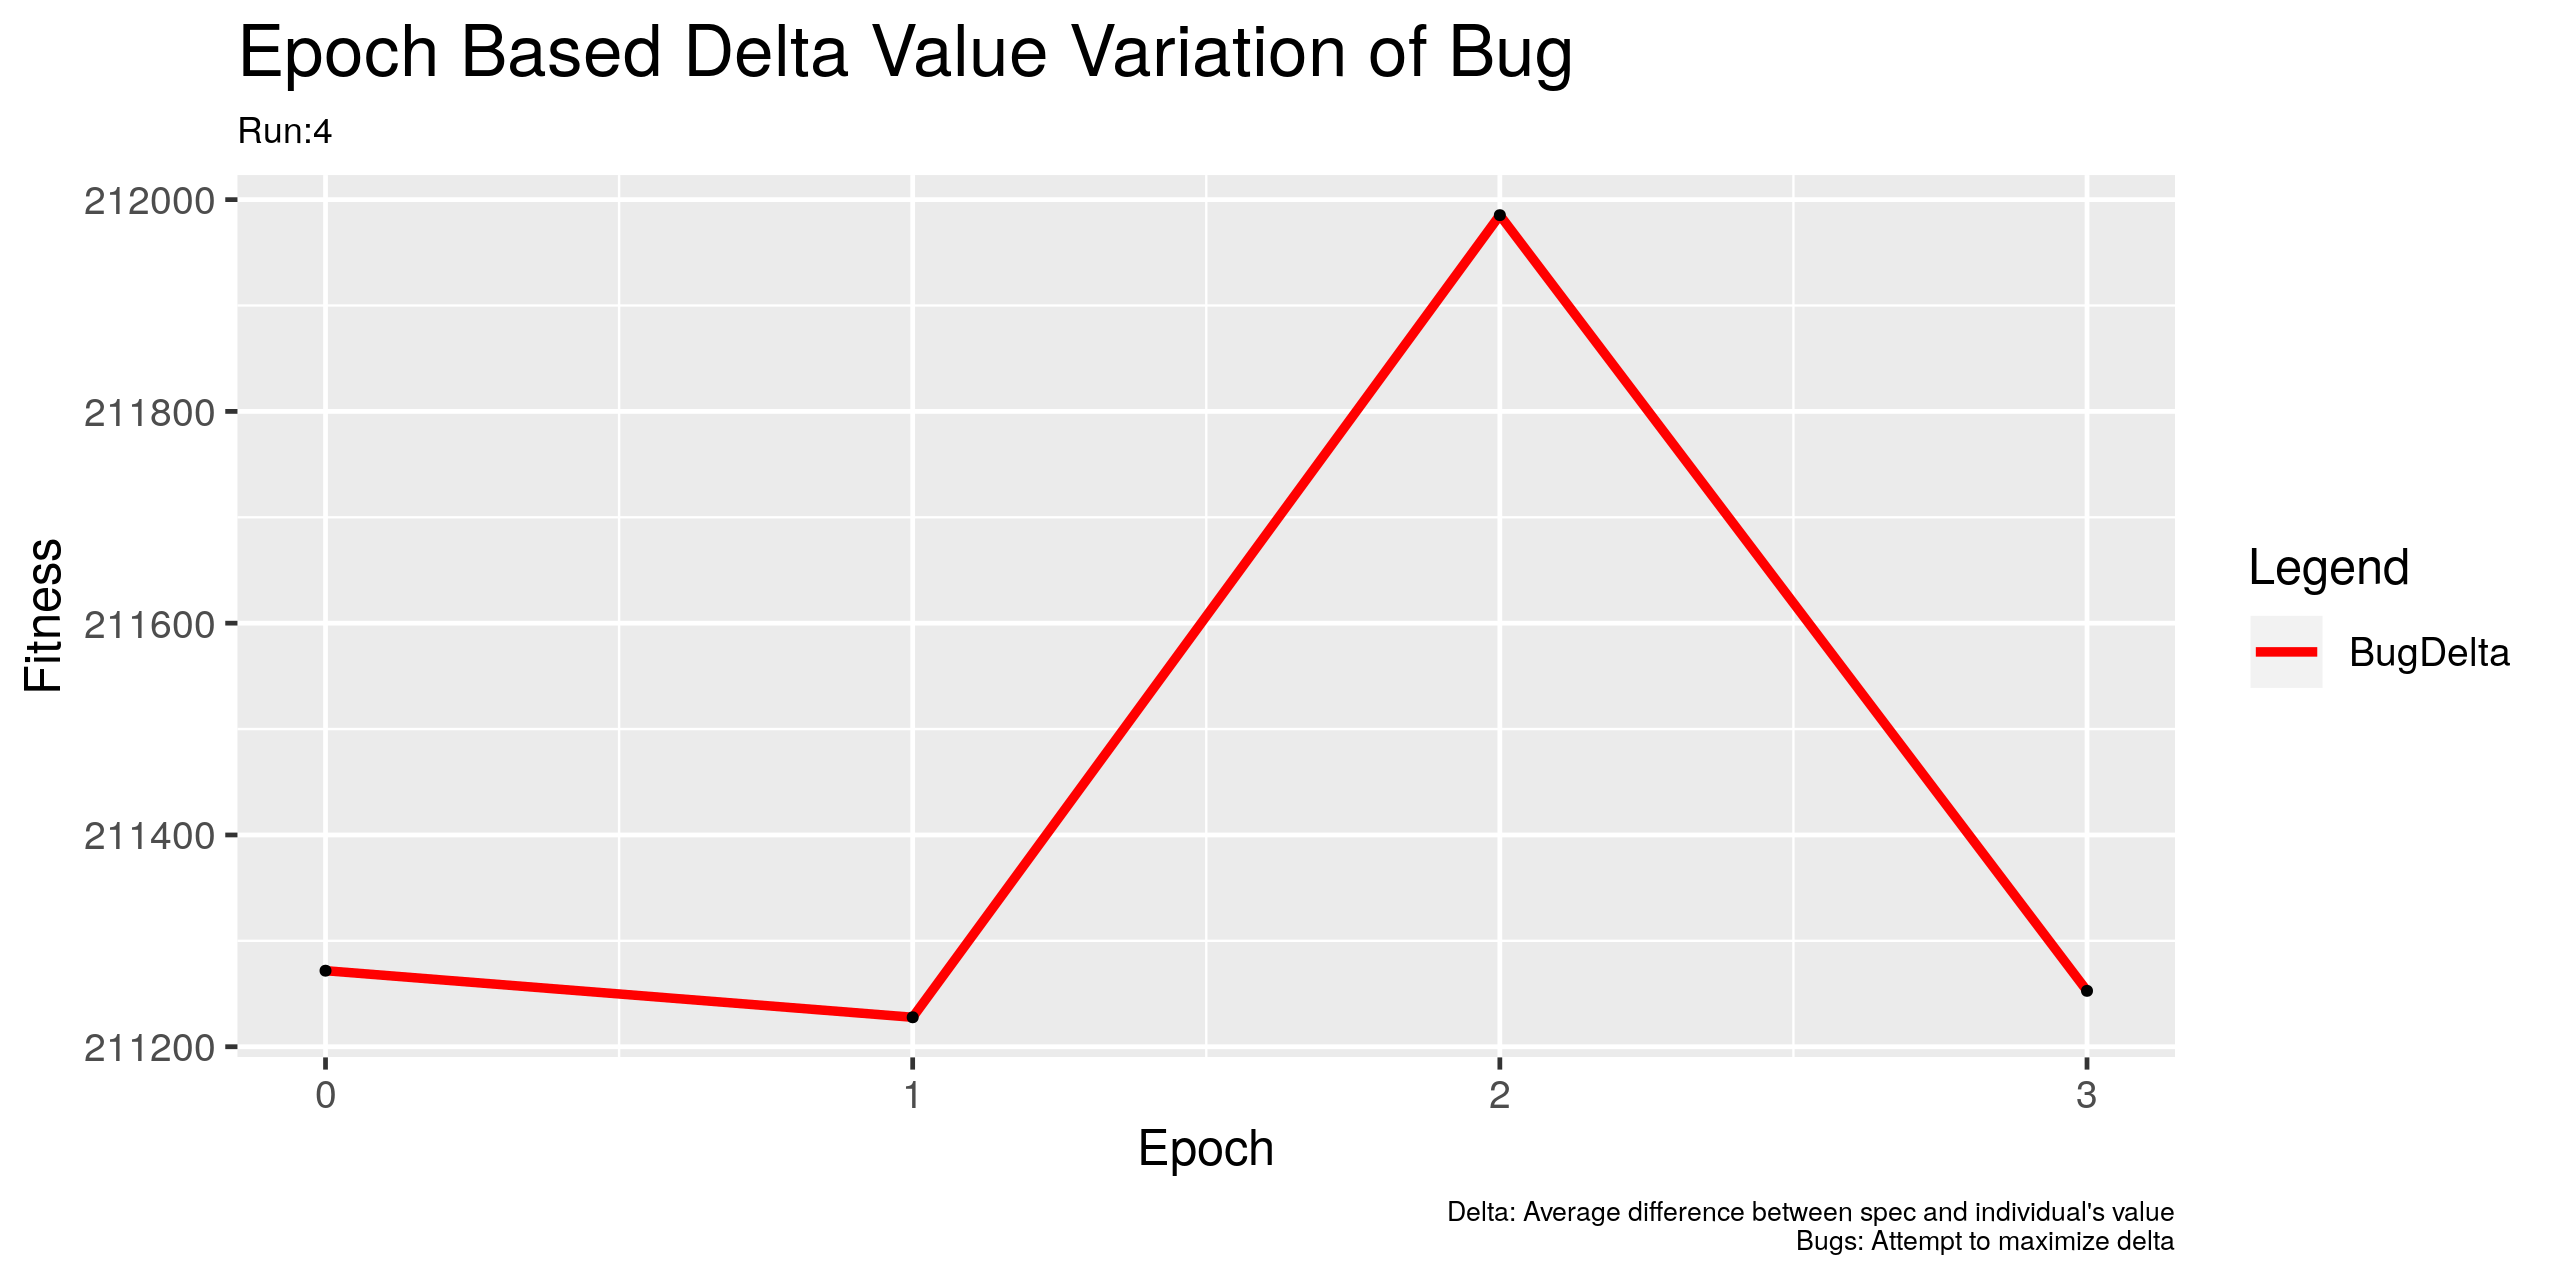 Epoch Based Delta Value Variation of Bug
Run:4
212000
211800
211600
211400
211200
Fitness
0 1 2 3
Epoch
Legend
BugDelta
Delta: Average difference between spec and individual's value
Bugs: Attempt to maximize delta